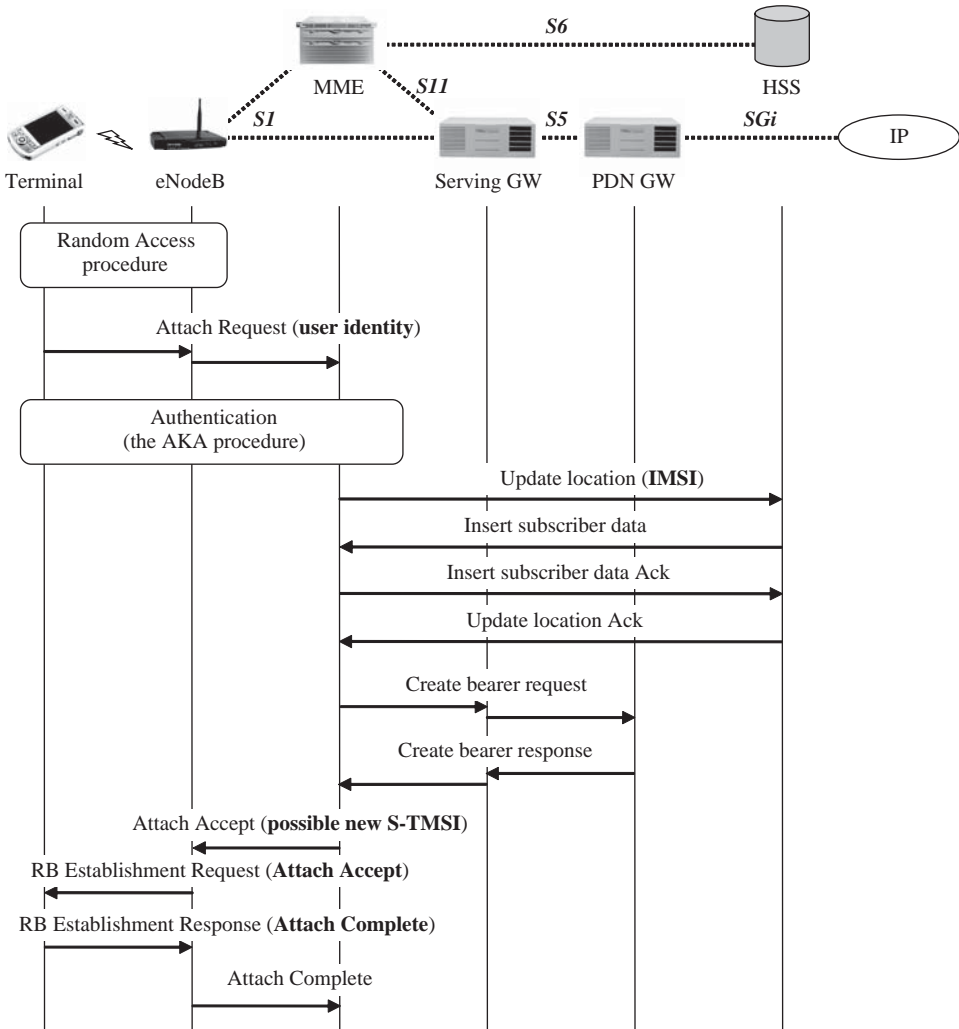 S6
MME
HSS
S11
S1
S5
SGi
IP
Terminal
eNodeB
Serving GW
PDN GW
Random Access
procedure
Attach Request (user identity)
Authentication
(the AKA procedure)
Update location (IMSI)
Insert subscriber data
Insert subscriber data Ack
Update location Ack
Create bearer request
Create bearer response
Attach Accept (possible new S-TMSI)
RB Establishment Request (Attach Accept)
RB Establishment Response (Attach Complete)
Attach Complete